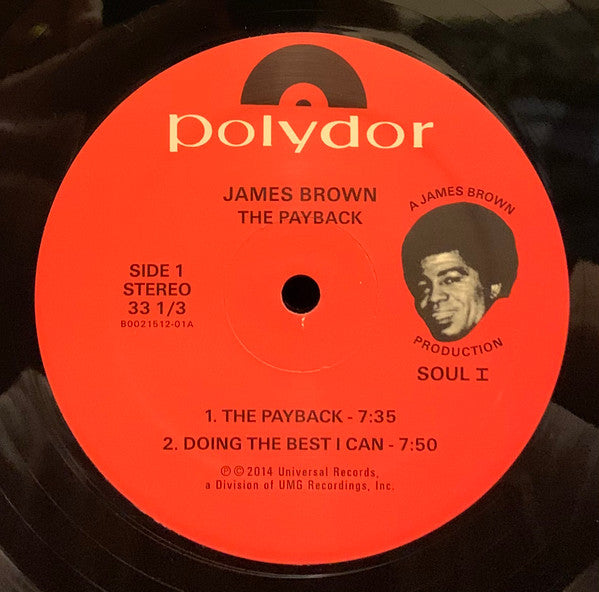 polydor
JAMES BROWN
THE PAYBACK
A JAMES BROWN
PRODUCTION
SOUL I
SIDE 1
STEREO
33 1/3
B0021512-01A
1. THE PAYBACK - 7:35
2. DOING THE BEST I CAN - 7:50
℗ © 2014 Universal Records,
a Division of UMG Recordings, Inc.